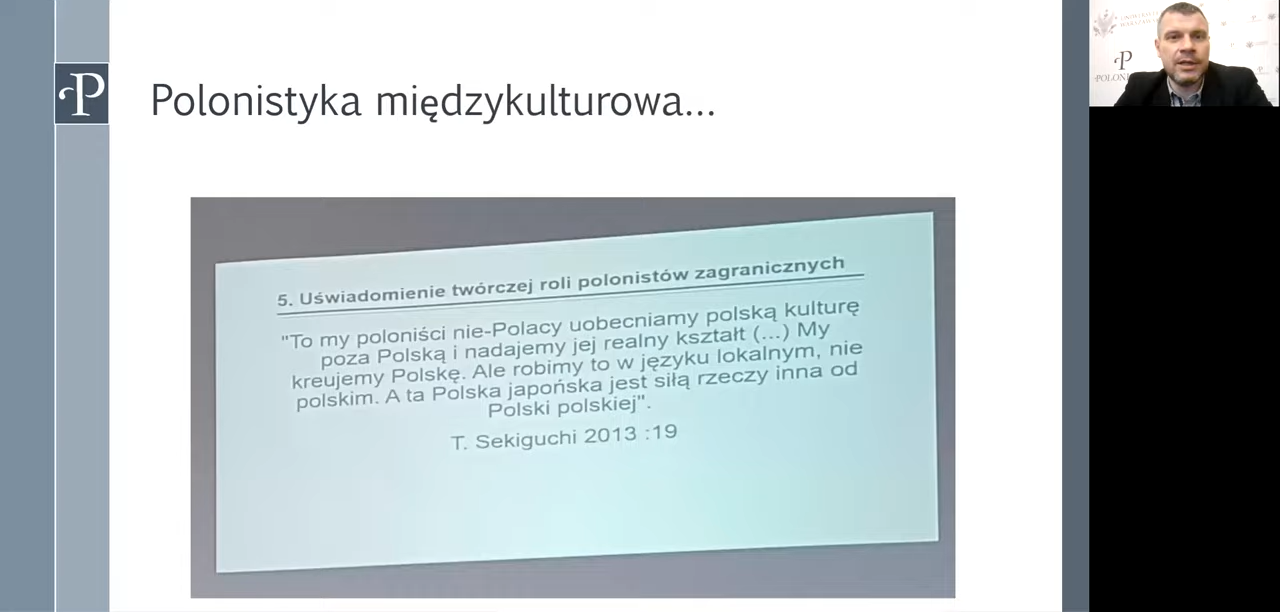 P
Polonistyka międzykulturowa...
5. Uświadomienie twórczej roli polonistów zagranicznych
"To my poloniści nie-Polacy uobecniamy polską kulturę
poza Polską i nadajemy jej realny kształt (...) My
kreujemy Polskę. Ale robimy to w języku lokalnym, nie
polskim. A ta Polska japońska jest siłą rzeczy inna od
Polski polskiej".
T. Sekiguchi 2013 :19
P